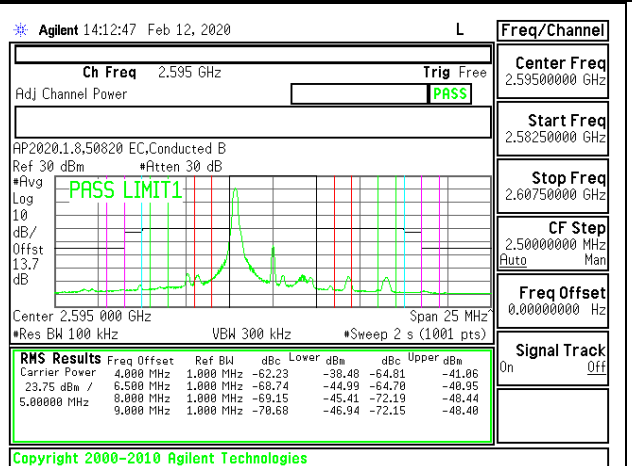 Agilent 14:12:47 Feb 12, 2020 L
Freq/Channel
Ch Freq 2.595 GHz Trig Free
Adj Channel Power PASS
AP2020.1.8,50820 EC,Conducted B
Ref 30 dBm #Atten 30 dB
#Avg
Log
10
dB/
Offst
13.7
dB
PASS LIMIT1
Center 2.595 000 GHz Span 25 MHz^
#Res BW 100 kHz VBW 300 kHz #Sweep 2 s (1001 pts)
RMS Results Freq Offset Ref BW dBc Lower dBm dBc Upper dBm
Carrier Power 4.000 MHz 1.000 MHz -62.23 -38.48 -64.81 -41.06
23.75 dBm / 6.500 MHz 1.000 MHz -68.74 -44.99 -64.70 -40.95
5.00000 MHz 8.000 MHz 1.000 MHz -69.15 -45.41 -72.19 -48.44
9.000 MHz 1.000 MHz -70.68 -46.94 -72.15 -48.40
Copyright 2000-2010 Agilent Technologies
Center Freq
2.59500000 GHz
Start Freq
2.58250000 GHz
Stop Freq
2.60750000 GHz
CF Step
2.50000000 MHz
Auto Man
Freq Offset
0.00000000 Hz
Signal Track
On Off